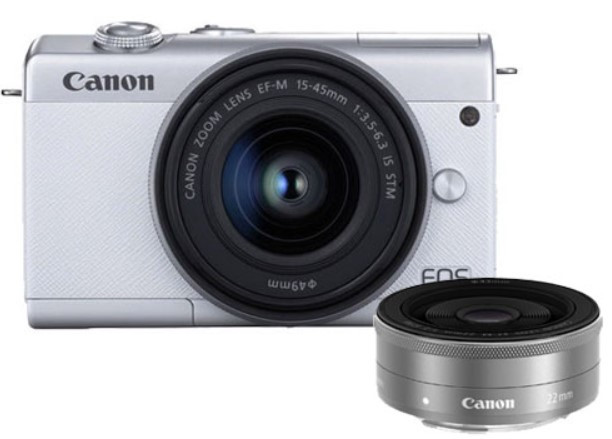 Canon
CANON ZOOM LENS EF-M 15-45mm 1:3.5-6.3 IS STM
Φ49mm
EOS
Canon 22mm